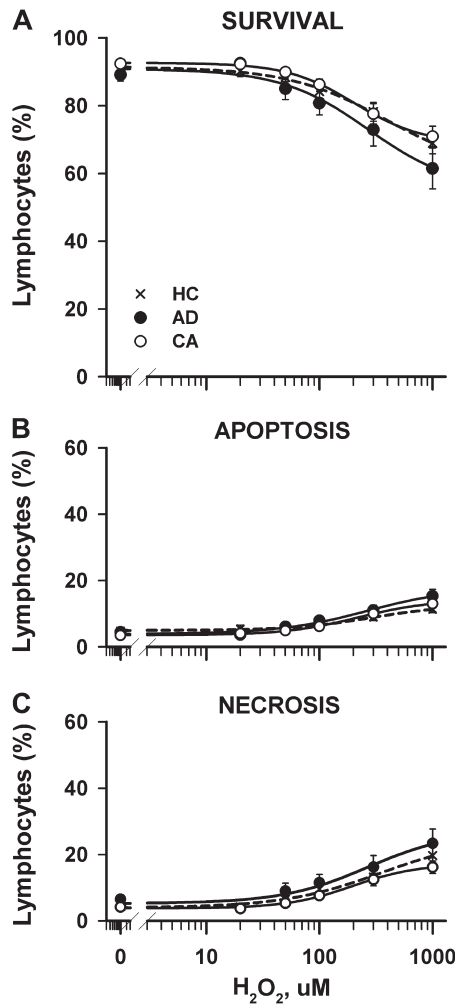 A SURVIVAL
Lymphocytes (%)
100
80
60
40
20
0
× HC
● AD
○ CA
B APOPTOSIS
Lymphocytes (%)
60
40
20
0
C NECROSIS
Lymphocytes (%)
60
40
20
0
0 10 100 1000
H₂O₂, uM